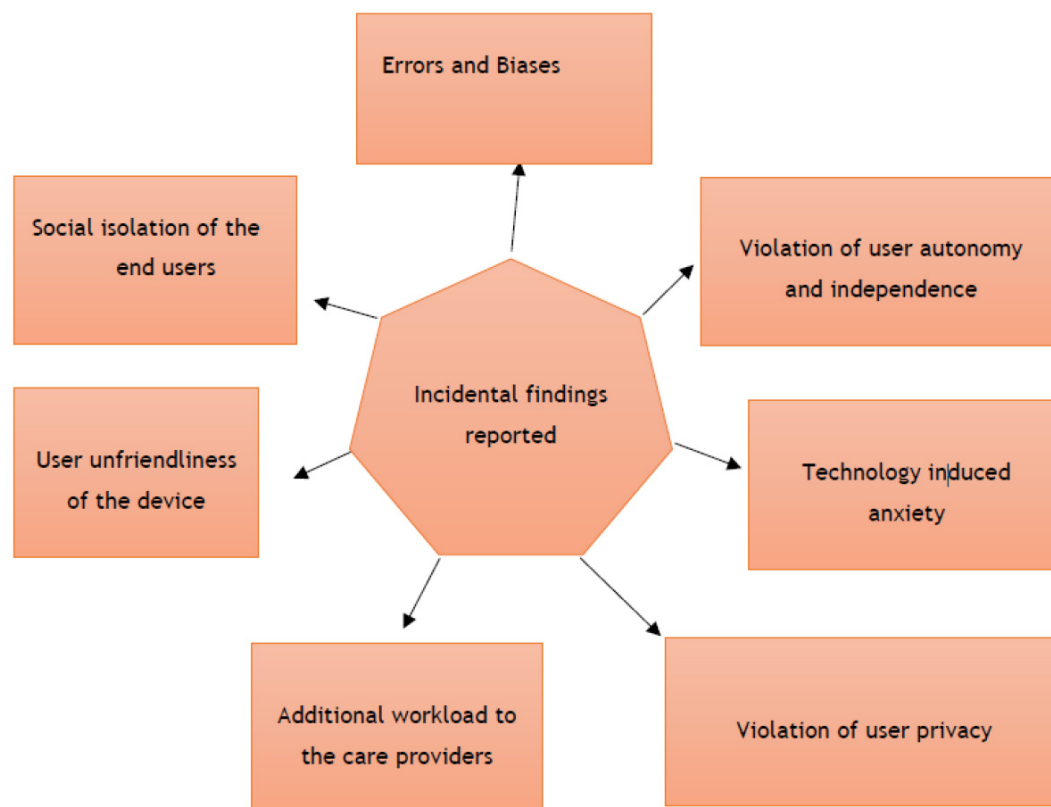 Errors and Biases
Social isolation of the
end users
Violation of user autonomy
and independence
Incidental findings
reported
User unfriendliness
of the device
Technology induced
anxiety
Additional workload to
the care providers
Violation of user privacy